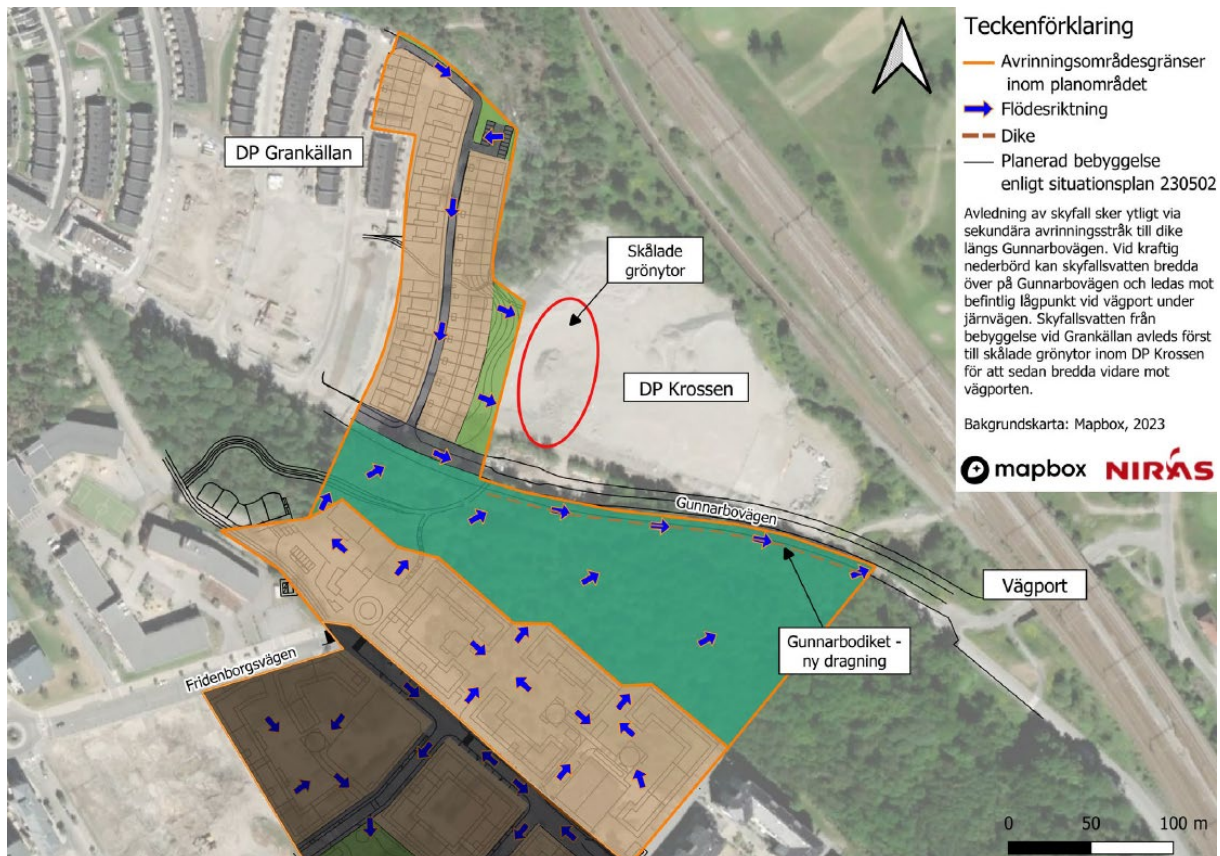 DP Grankällan
Skålade
grönytor
DP Krossen
Gunnarbovägen
Vägport
Gunnarbodiket -
ny dragning
Fridenborgsvägen
0 50 100 m
Teckenförklaring
Avrinningsområdesgränser
inom planområdet
Flödesriktning
Dike
Planerad bebyggelse
enligt situationsplan 230502
Avledning av skyfall sker ytligt via
sekundära avrinningsstråk till dike
längs Gunnarbovägen. Vid kraftig
nederbörd kan skyfallsvatten bredda
över på Gunnarbovägen och ledas mot
befintlig lågpunkt vid vägport under
järnvägen. Skyfallsvatten från
bebyggelse vid Grankällan avleds först
till skålade grönytor inom DP Krossen
för att sedan bredda vidare mot
vägporten.
Bakgrundskarta: Mapbox, 2023
mapbox NIRAS